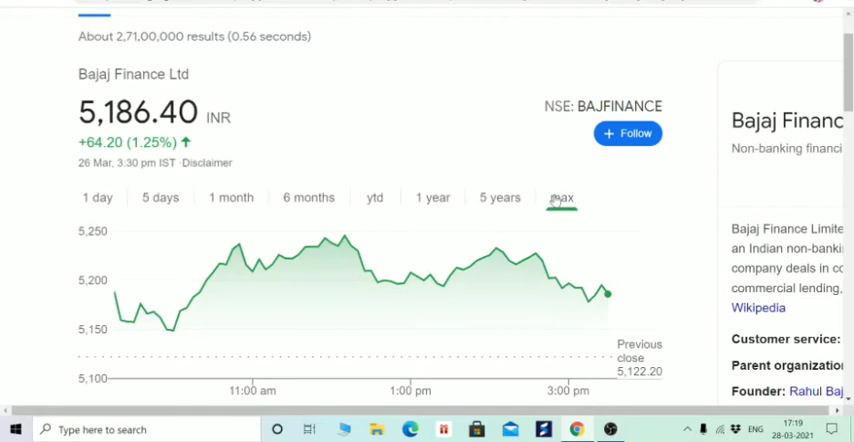 About 2,71,00,000 results (0.56 seconds)
Bajaj Finance Ltd
5,186.40 INR
+64.20 (1.25%)
26 Mar, 3:30 pm IST · Disclaimer
NSE: BAJFINANCE
+ Follow
1 day 5 days 1 month 6 months ytd 1 year 5 years max
5,250
5,200
5,150
5,100
Previous
close
5,122.20
11:00 am 1:00 pm 3:00 pm
Bajaj Financ
Non-banking financi
Bajaj Finance Limite
an Indian non-banki
company deals in co
commercial lending,
Wikipedia
Customer service:
Parent organizatio
Founder: Rahul Baj
Type here to search
ENG
17:19
28-03-2021